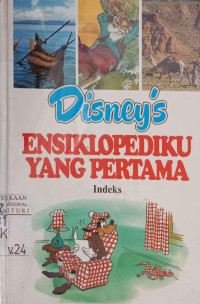 Disney's
ENSIKLOPEDIKU
YANG PERTAMA
Indeks
v.24